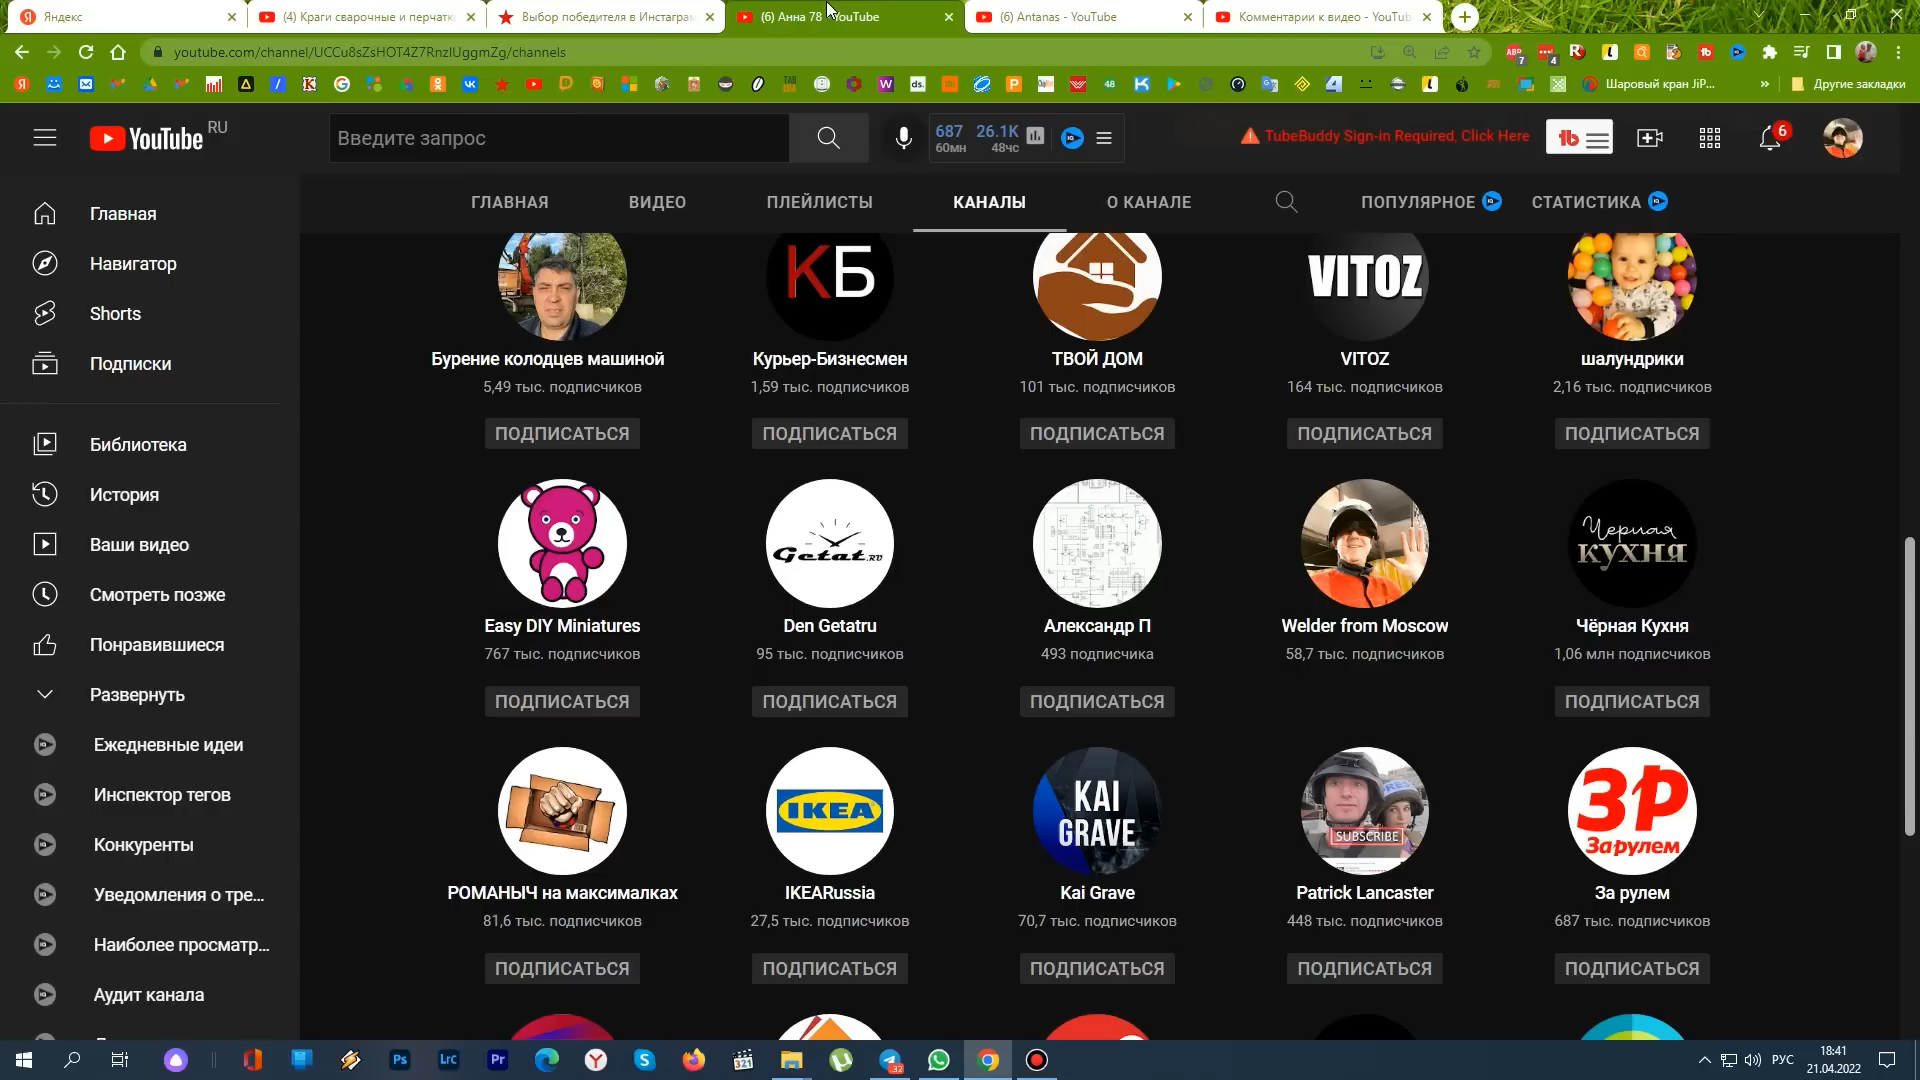 Яндекс
(4) Краги сварочные и перчатк
Выбор победителя в Инстаграм
(6) Анна 78 - YouTube
(6) Antanas - YouTube
Комментарии к видео - YouTub
youtube.com/channel/UCCu8sZsHOT4Z7RnzIUggmZg/channels
Шаровый кран JiP...
»
Другие закладки
YouTube RU
Введите запрос
687
60мн
26.1K
48чс
TubeBuddy Sign-in Required, Click Here
6
ГЛАВНАЯ
ВИДЕО
ПЛЕЙЛИСТЫ
КАНАЛЫ
О КАНАЛЕ
ПОПУЛЯРНОЕ
СТАТИСТИКА
Главная
Навигатор
Shorts
Подписки
Библиотека
История
Ваши видео
Смотреть позже
Понравившиеся
Развернуть
Ежедневные идеи
Инспектор тегов
Конкуренты
Уведомления о тре...
Наиболее просматр...
Аудит канала
КБ
VITOZ
Бурение колодцев машиной
Курьер-Бизнесмен
ТВОЙ ДОМ
VITOZ
шалундрики
5,49 тыс. подписчиков
1,59 тыс. подписчиков
101 тыс. подписчиков
164 тыс. подписчиков
2,16 тыс. подписчиков
ПОДПИСАТЬСЯ
ПОДПИСАТЬСЯ
ПОДПИСАТЬСЯ
ПОДПИСАТЬСЯ
ПОДПИСАТЬСЯ
Getat.RU
Черная
кухня
Easy DIY Miniatures
Den Getatru
Александр П
Welder from Moscow
Чёрная Кухня
767 тыс. подписчиков
95 тыс. подписчиков
493 подписчика
58,7 тыс. подписчиков
1,06 млн подписчиков
ПОДПИСАТЬСЯ
ПОДПИСАТЬСЯ
ПОДПИСАТЬСЯ
ПОДПИСАТЬСЯ
IKEA
KAI
GRAVE
SUBSCRIBE
ЗР
За рулем
РОМАНЫЧ на максималках
IKEARussia
Kai Grave
Patrick Lancaster
За рулем
81,6 тыс. подписчиков
27,5 тыс. подписчиков
70,7 тыс. подписчиков
448 тыс. подписчиков
687 тыс. подписчиков
ПОДПИСАТЬСЯ
ПОДПИСАТЬСЯ
ПОДПИСАТЬСЯ
ПОДПИСАТЬСЯ
ПОДПИСАТЬСЯ
Ps
Lrc
Pr
РУС
18:41
21.04.2022